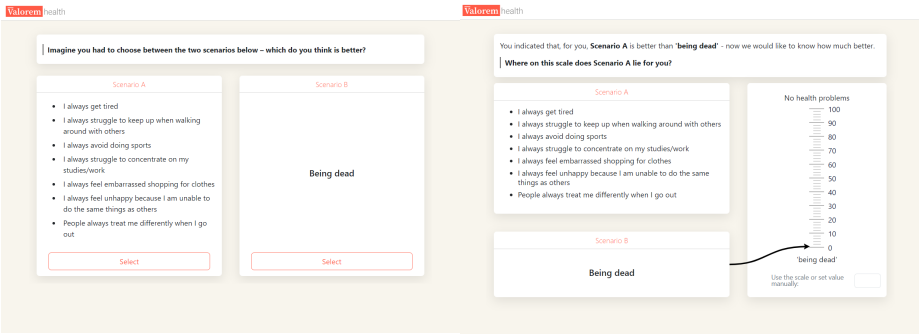 Valorem health
Imagine you had to choose between the two scenarios below – which do you think is better?
Scenario A
• I always get tired
• I always struggle to keep up when walking
around with others
• I always avoid doing sports
• I always struggle to concentrate on my
studies/work
• I always feel embarrassed shopping for clothes
• I always feel unhappy because I am unable to
do the same things as others
• People always treat me differently when I go
out
Select
Scenario B
Being dead
Select
Valorem health
You indicated that, for you, Scenario A is better than 'being dead' - now we would like to know how much better.
Where on this scale does Scenario A lie for you?
Scenario A
• I always get tired
• I always struggle to keep up when walking around with others
• I always avoid doing sports
• I always struggle to concentrate on my studies/work
• I always feel embarrassed shopping for clothes
• I always feel unhappy because I am unable to do the same
things as others
• People always treat me differently when I go out
Scenario B
Being dead
No health problems
100
90
80
70
60
50
40
30
20
10
0
'being dead'
Use the scale or set value
manually: